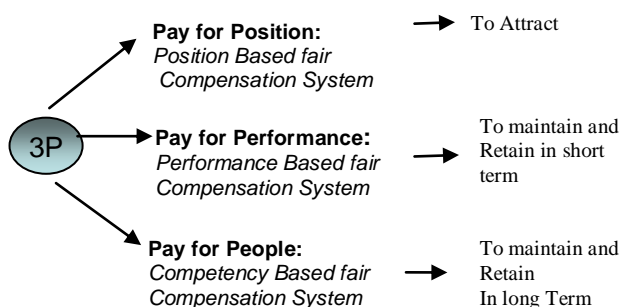 Pay for Position:
Position Based fair
Compensation System
To Attract
3P
Pay for Performance:
Performance Based fair
Compensation System
To maintain and
Retain in short
term
Pay for People:
Competency Based fair
Compensation System
To maintain and
Retain
In long Term